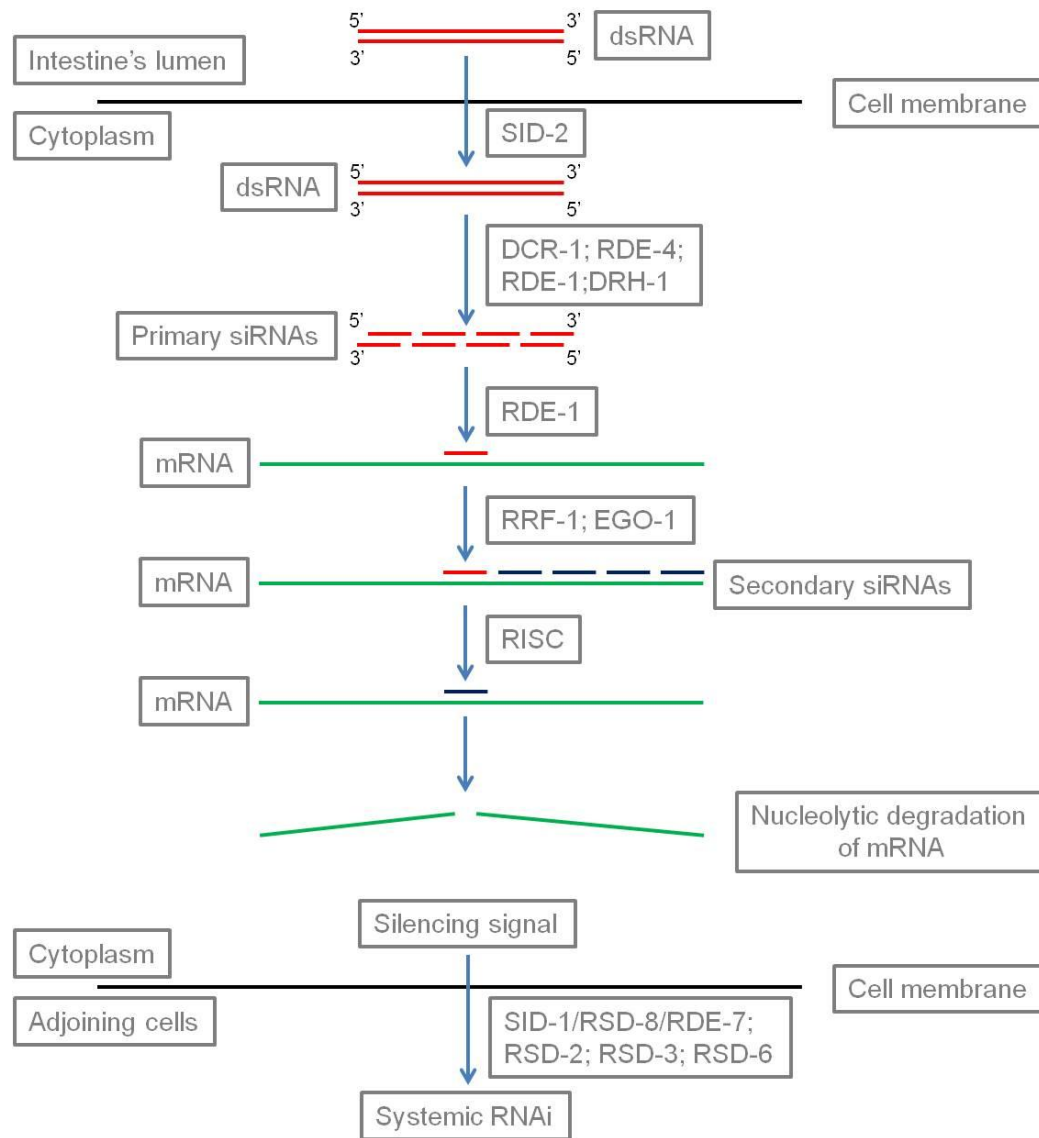 5’ 3’
dsRNA
Intestine’s lumen
3’ 5’
Cell membrane
Cytoplasm
SID-2
5’ 3’
dsRNA
3’ 5’
DCR-1; RDE-4;
RDE-1;DRH-1
5’ 3’
Primary siRNAs
3’ 5’
RDE-1
mRNA
RRF-1; EGO-1
mRNA
Secondary siRNAs
RISC
mRNA
Nucleolytic degradation
of mRNA
Silencing signal
Cytoplasm
Cell membrane
Adjoining cells
SID-1/RSD-8/RDE-7;
RSD-2; RSD-3; RSD-6
Systemic RNAi